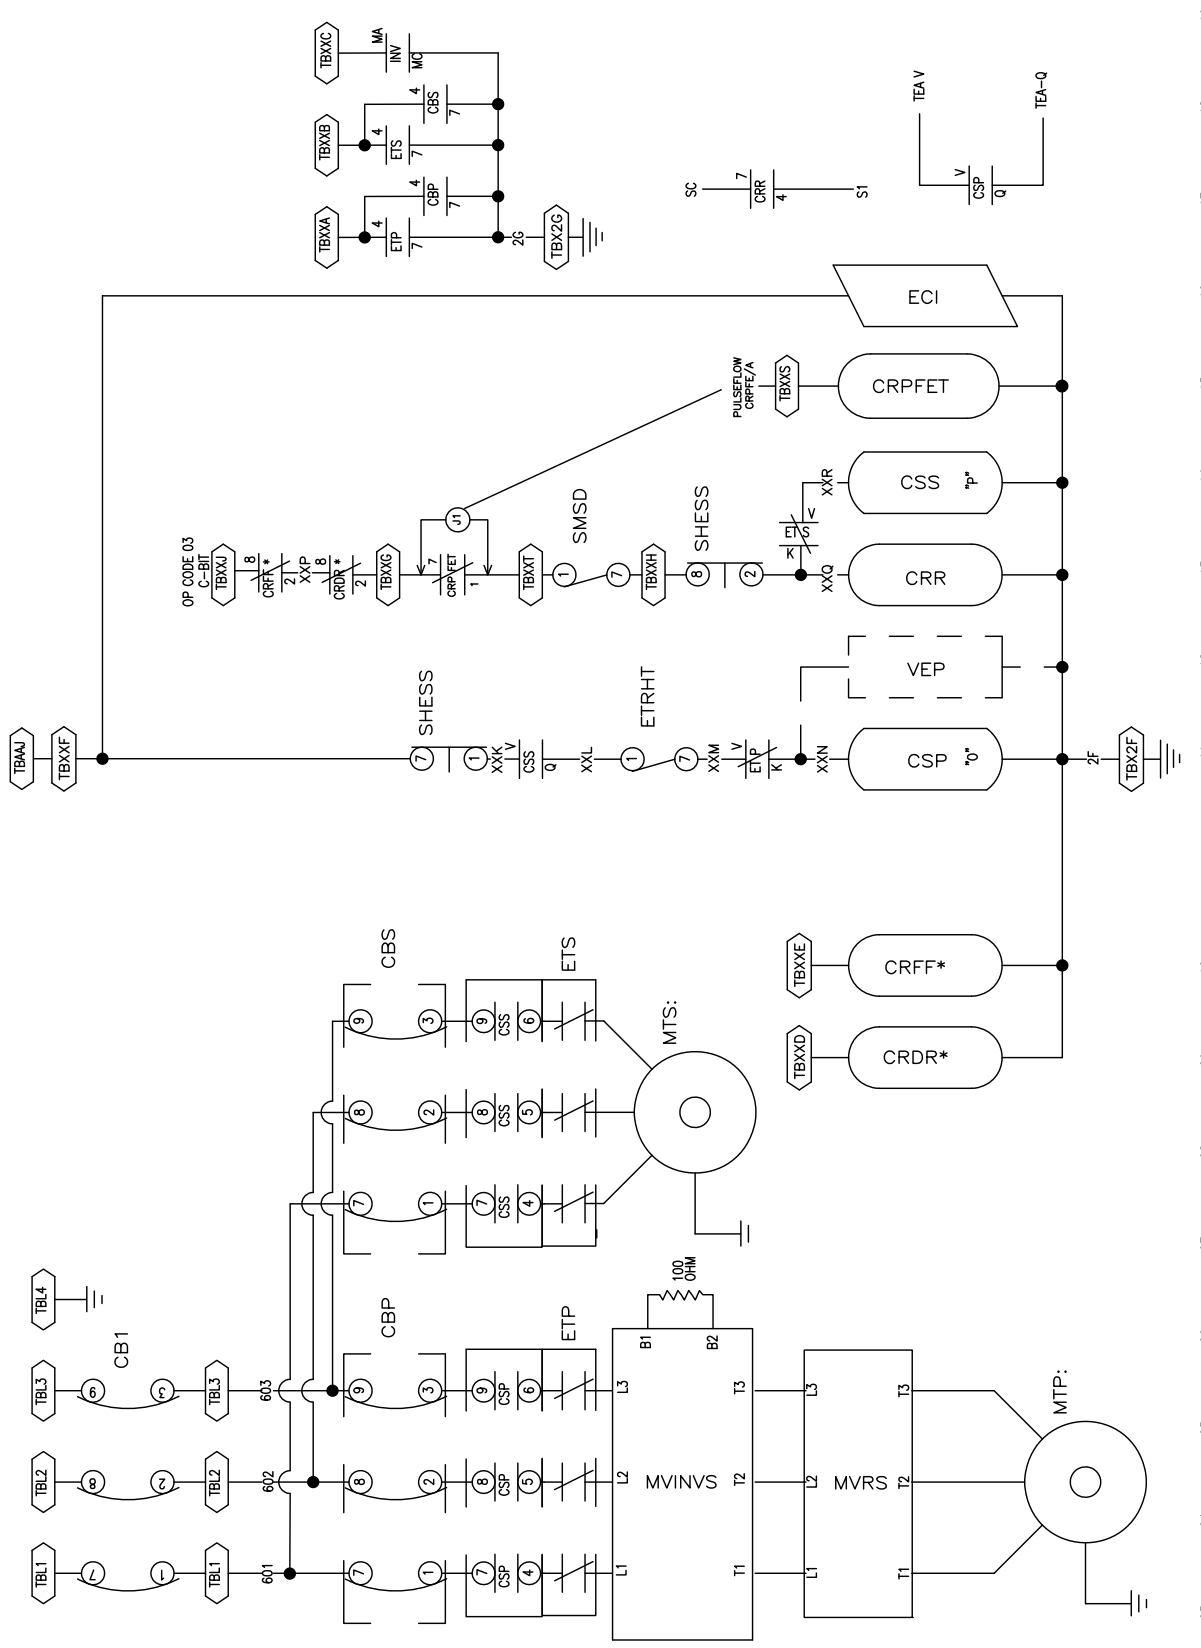 TBXXC
MA
INV
MC
TBXXB
4
CBS
7
4
ETS
7
TBXXA
4
CBP
7
4
ETP
7
2G
TBX2G
TEA V
V
CSP
Q
TEA-Q
SC
7
CRR
4
S1
ECI
PULSEFLOW
CRPFE/A
TBXXS
CRPFET
OP CODE 03
C-BIT
TBXXJ
8
CRFF *
2
XXP
8
CRDR *
2
TBXXG
7
CRPFET
1
J1
TBXXT
SMSD
1
7
TBXXH
SHESS
8
2
V
ETS
K
XXR
CSS
"P"
XXQ
CRR
TBAAJ
TBXXF
SHESS
7
1
XXK
V
CSS
Q
XXL
ETRHT
1
7
XXM
V
ETP
K
XXN
VEP
CSP
"O"
2F
TBX2F
TBXXE
CRFF*
TBXXD
CRDR*
CBS
9
3
8
2
7
1
ETS
9
CSS
6
8
CSS
5
7
CSS
4
MTS:
TBL4
CB1
TBL3
9
3
TBL3
603
TBL2
8
2
TBL2
602
TBL1
7
1
TBL1
601
CBP
9
3
8
2
7
1
ETP
9
CSP
6
8
CSP
5
7
CSP
4
100
OHM
B1
B2
L3
L2
L1
MVINVS
T3
T2
T1
L3
L2
L1
MVRS
T3
T2
T1
MTP: